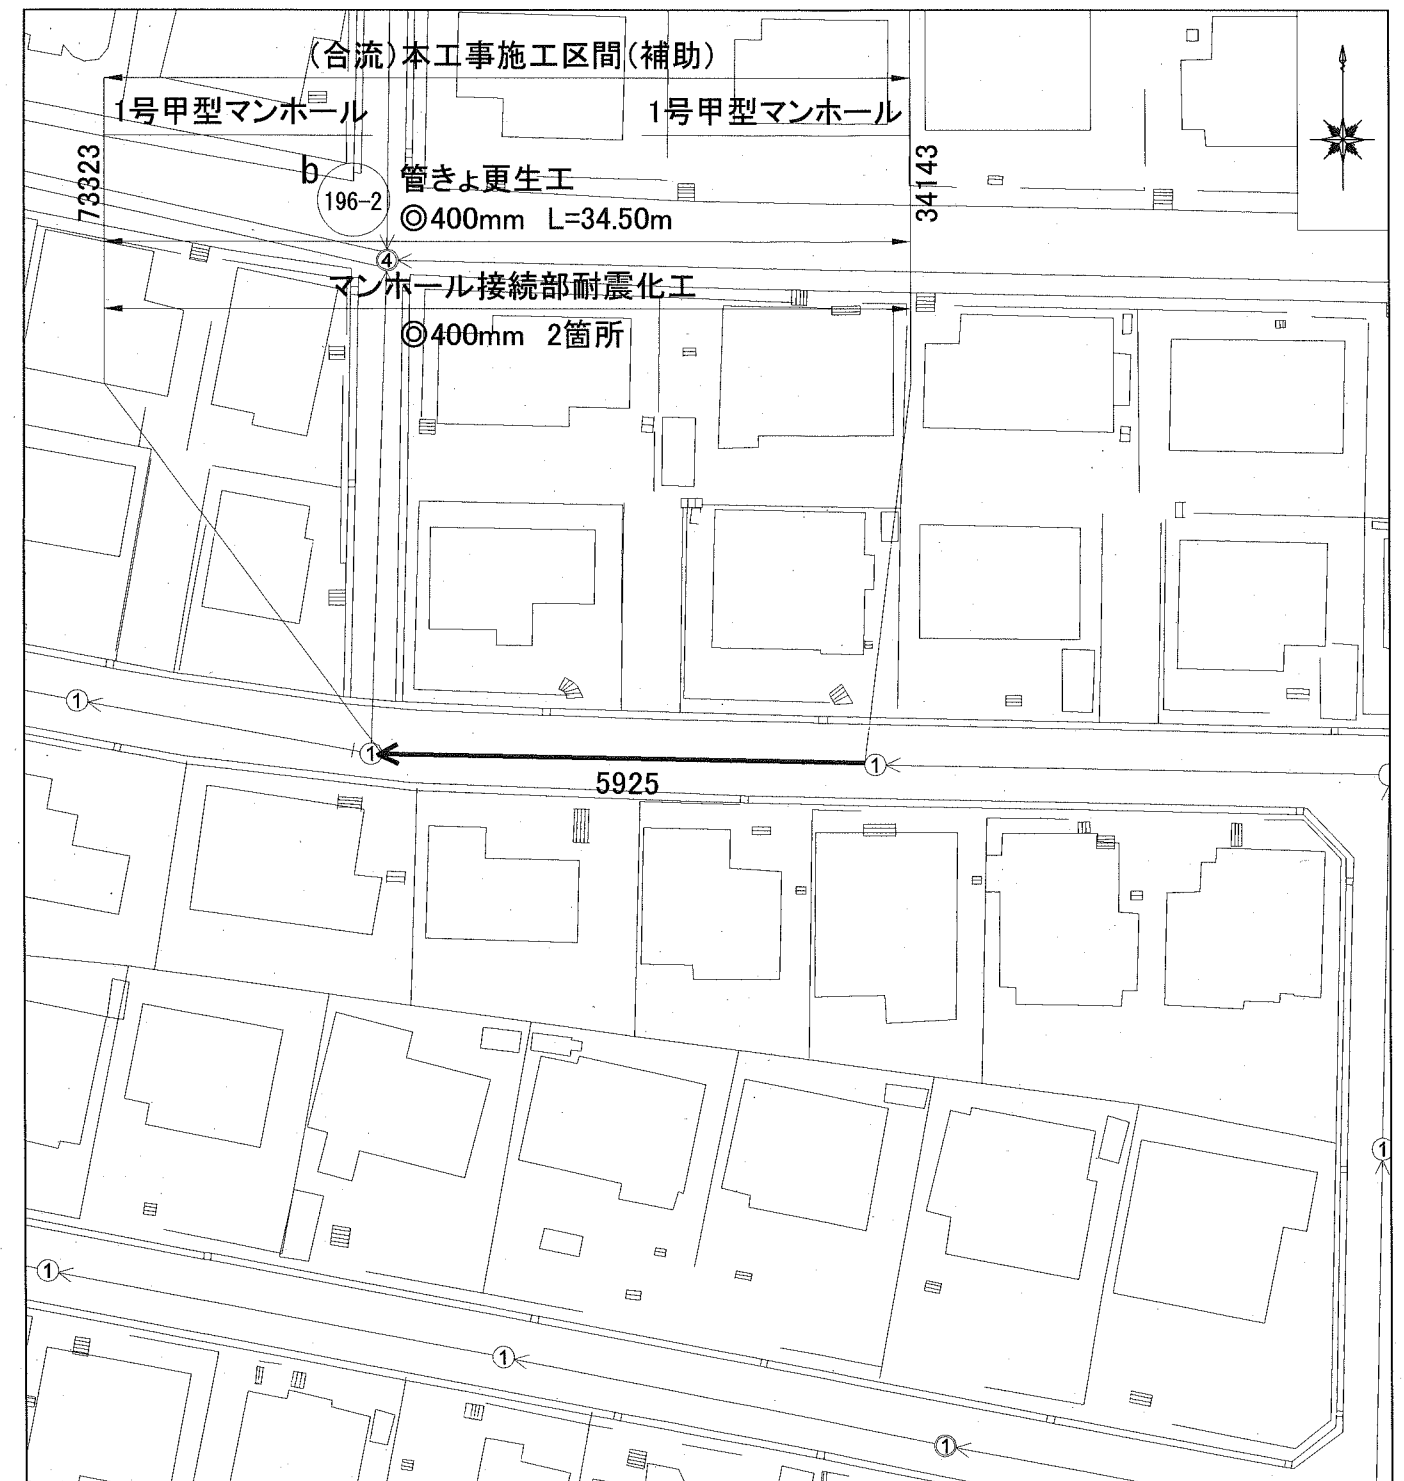 (合流)本工事施工区間(補助)
1号甲型マンホール
1号甲型マンホール
73323
34143
b
196-2
管きょ更生工
◎400mm L=34.50m
4
マンホール接続部耐震化工
◎400mm 2箇所
1
1
1
5925
1
1
1
1